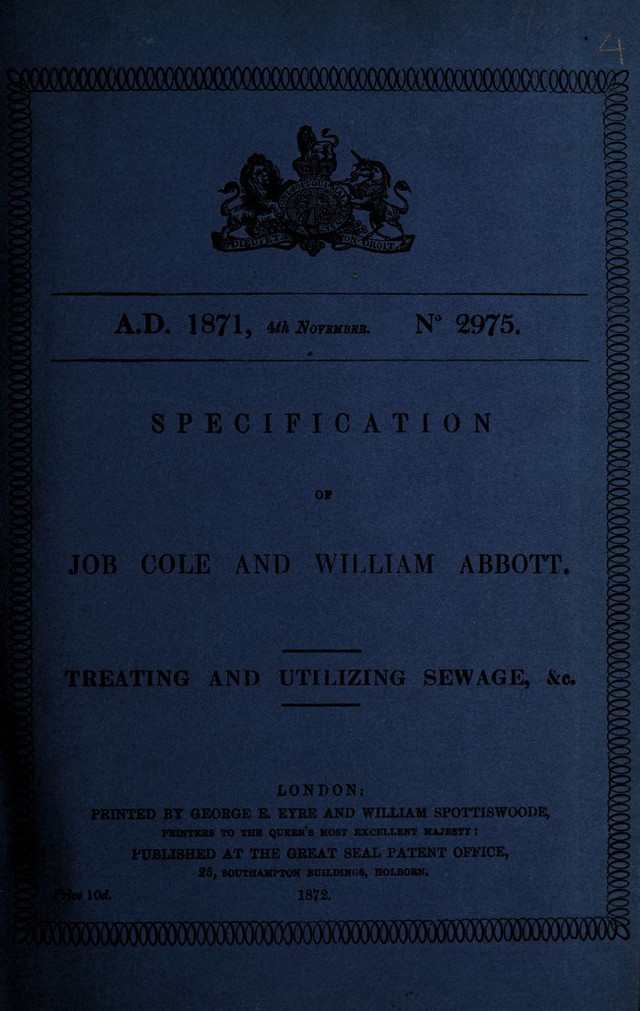 4
A.D. 1871, 4th NOVEMBER. No 2975.
SPECIFICATION
OF
JOB COLE AND WILLIAM ABBOTT.
TREATING AND UTILIZING SEWAGE, &c.
LONDON:
PRINTED BY GEORGE E. EYRE AND WILLIAM SPOTTISWOODE,
PRINTERS TO THE QUEEN'S MOST EXCELLENT MAJESTY:
PUBLISHED AT THE GREAT SEAL PATENT OFFICE,
25, SOUTHAMPTON BUILDINGS, HOLBORN.
Price 10d. 1872.